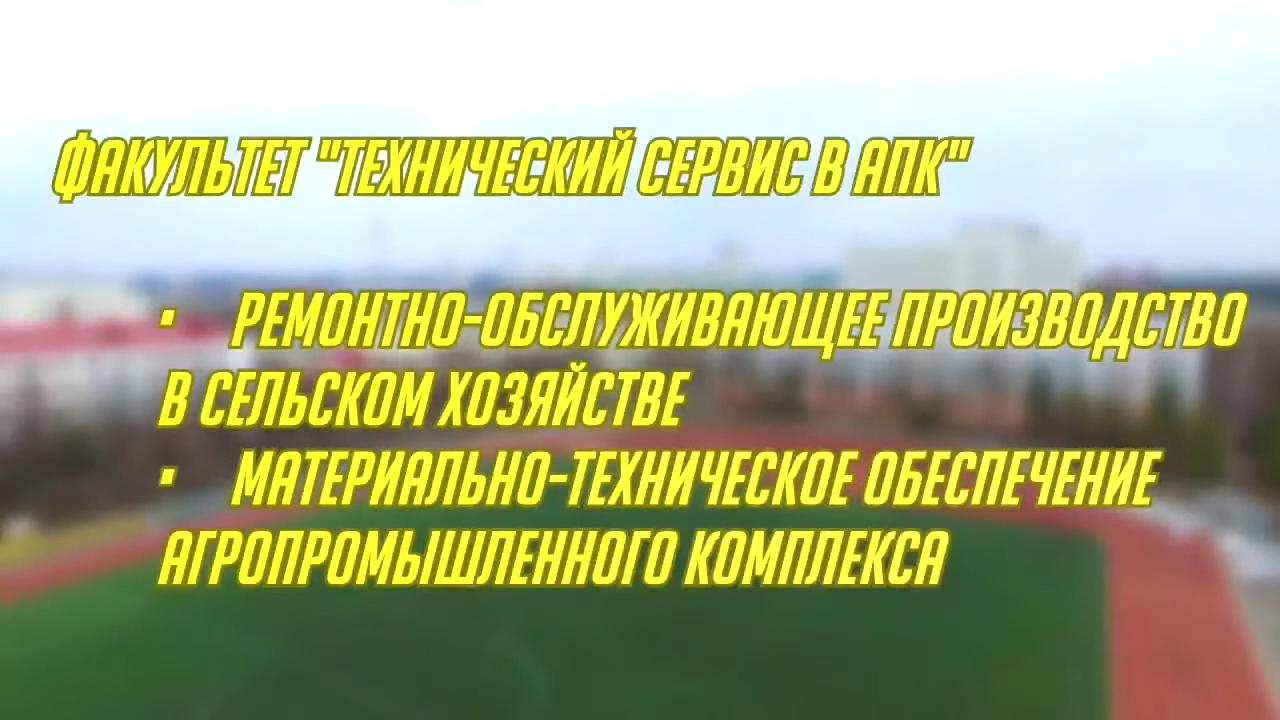 ФАКУЛЬТЕТ "ТЕХНИЧЕСКИЙ СЕРВИС В АПК"
· РЕМОНТНО-ОБСЛУЖИВАЮЩЕЕ ПРОИЗВОДСТВО
В СЕЛЬСКОМ ХОЗЯЙСТВЕ
· МАТЕРИАЛЬНО-ТЕХНИЧЕСКОЕ ОБЕСПЕЧЕНИЕ
АГРОПРОМЫШЛЕННОГО КОМПЛЕКСА